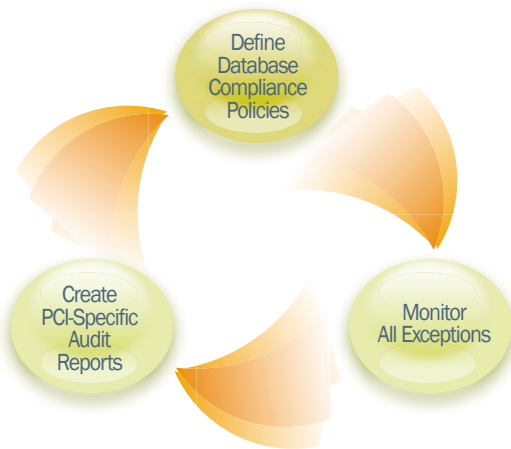 Define
Database
Compliance
Policies
Monitor
All Exceptions
Create
PCI-Specific
Audit
Reports